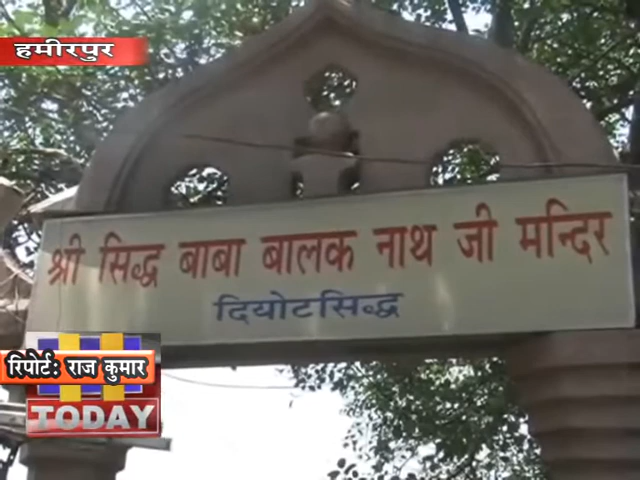 हमीरपुर
श्री सिद्ध बाबा बालक नाथ जी मन्दिर
दियोटसिद्ध
रिपोर्ट: राज कुमार
TODAY